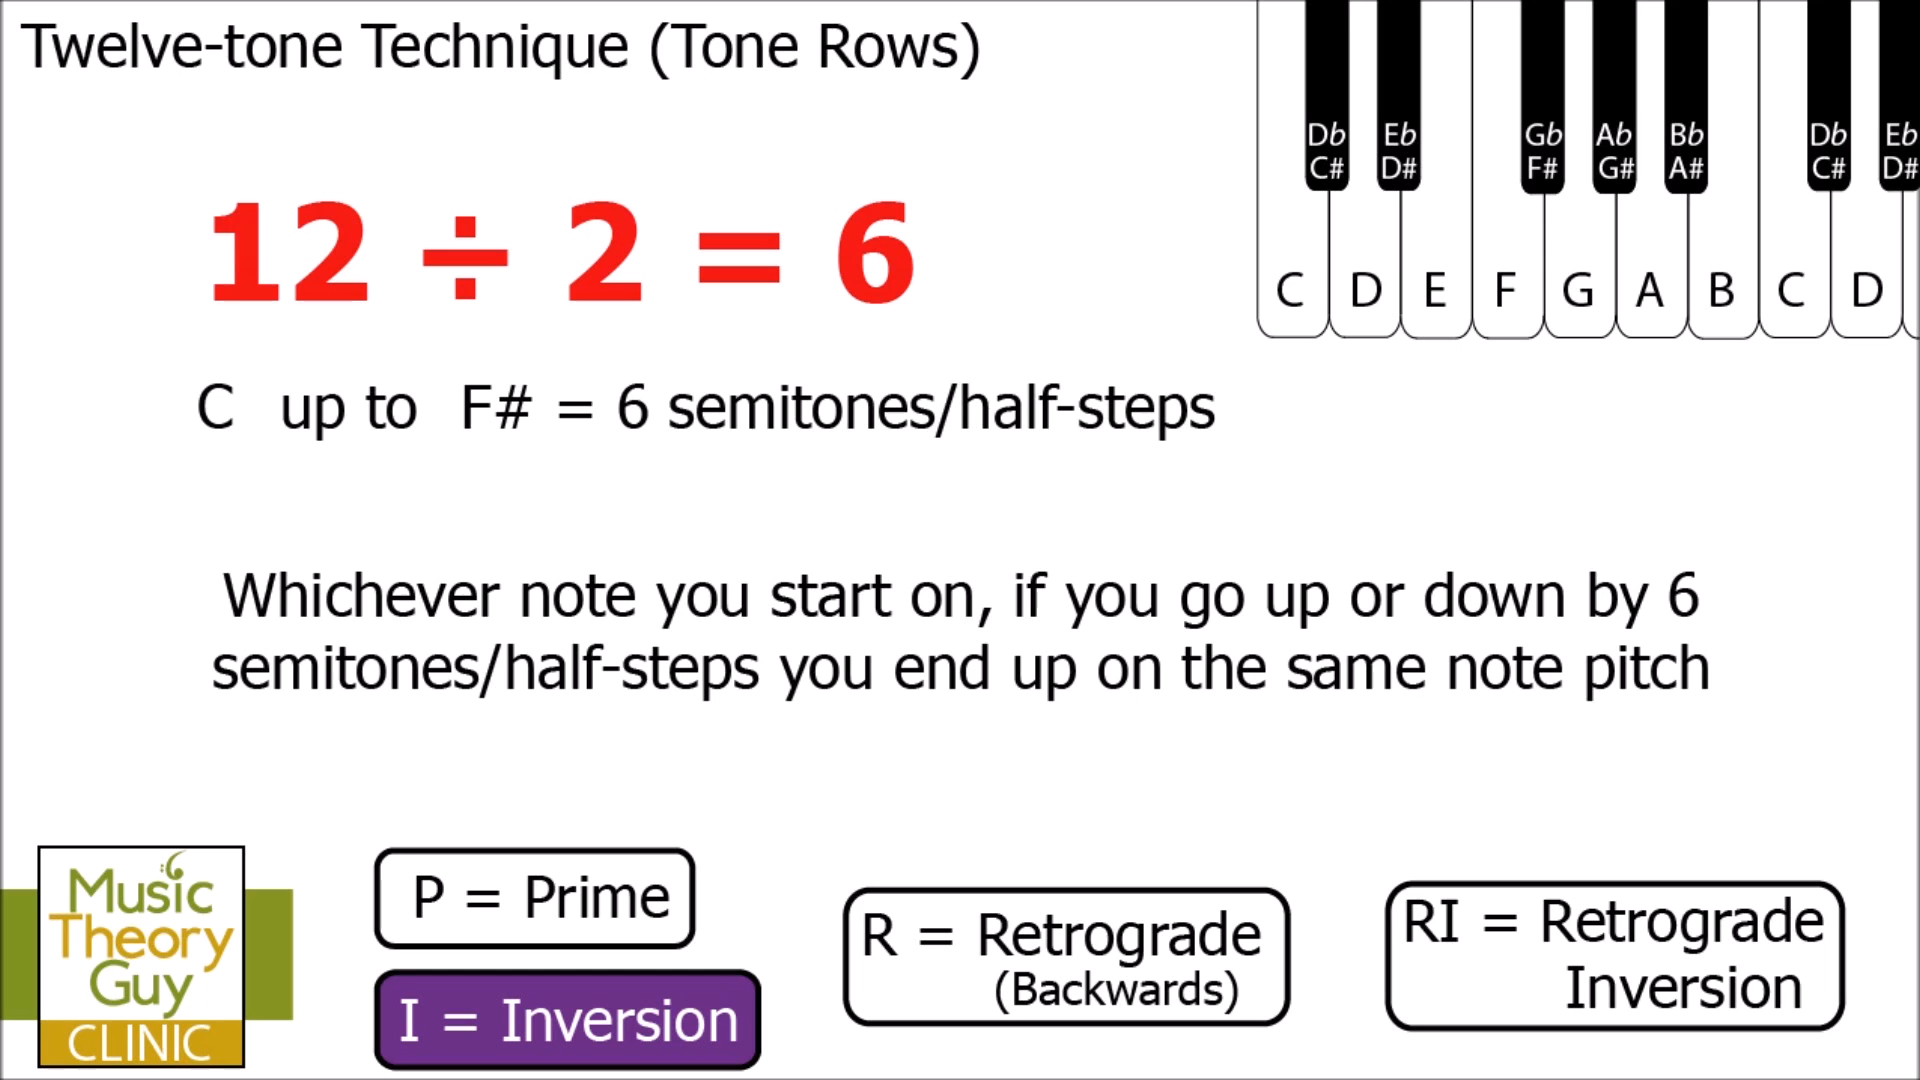 Twelve-tone Technique (Tone Rows)
Db Eb Gb Ab Bb Db Eb
C# D# F# G# A# C# D#
C D E F G A B C D
12 ÷ 2 = 6
C up to F# = 6 semitones/half-steps
Whichever note you start on, if you go up or down by 6
semitones/half-steps you end up on the same note pitch
Music
Theory
Guy
CLINIC
P = Prime
I = Inversion
R = Retrograde
(Backwards)
RI = Retrograde
Inversion